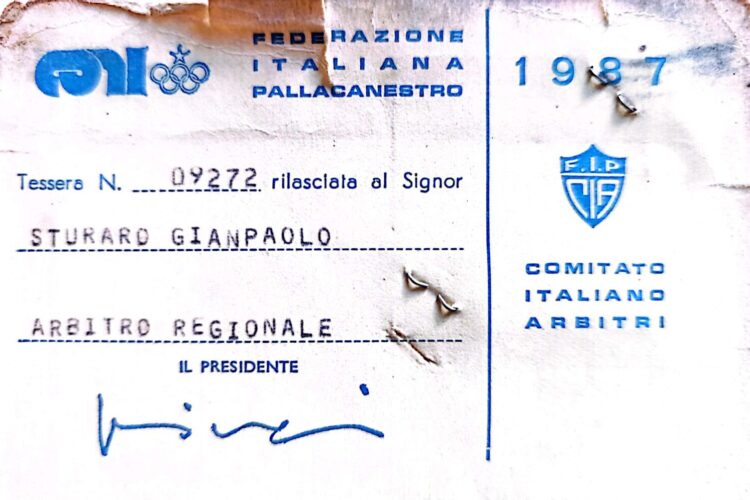 FEDERAZIONE
ITALIANA
PALLACANESTRO
1987
Tessera N. 09272 rilasciata al Signor
STURARO GIANPAOLO
ARBITRO REGIONALE
IL PRESIDENTE
F.I.P
CIA
COMITATO
ITALIANO
ARBITRI